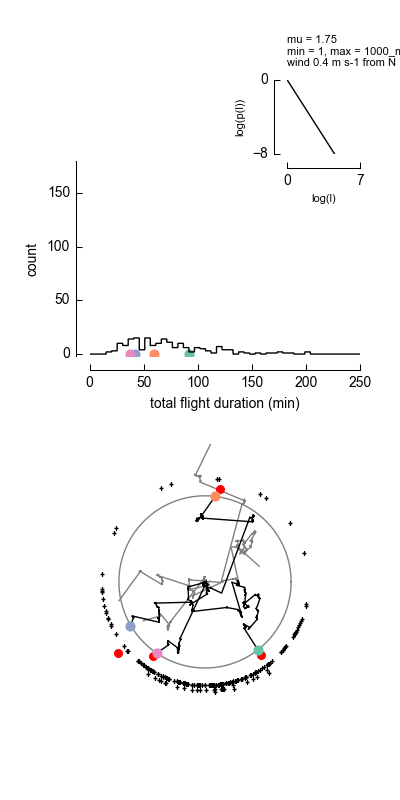 mu = 1.75
min = 1, max = 1000_m
wind 0.4 m s-1 from N
0
−8
log(p(l))
0 7
log(l)
150
100
50
0
count
0 50 100 150 200 250
total flight duration (min)